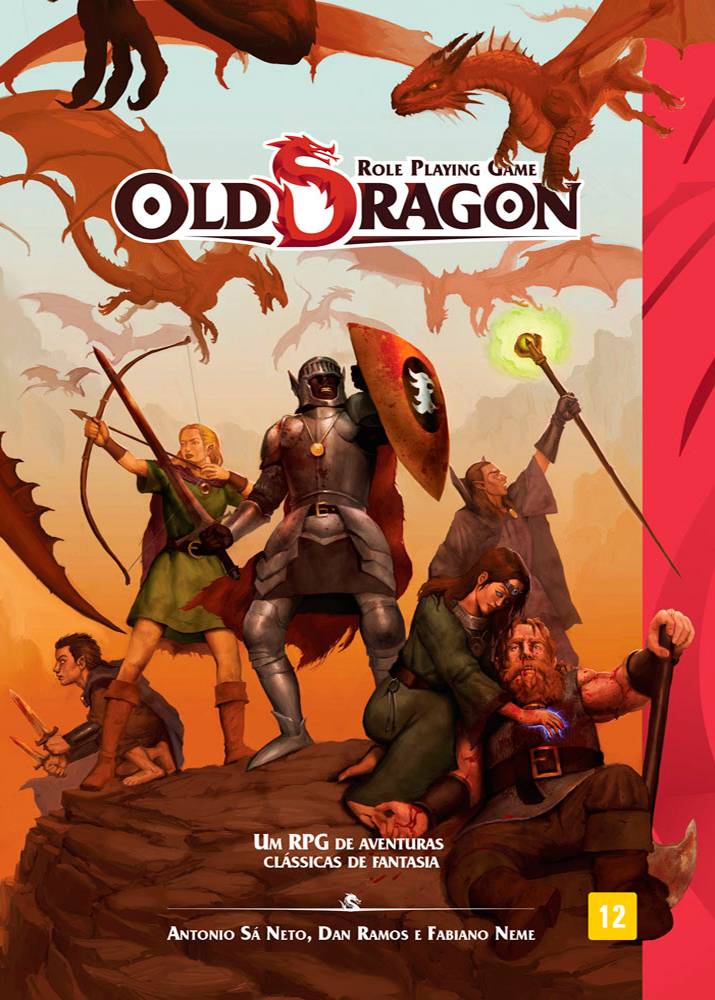 ROLE PLAYING GAME
OLD DRAGON
UM RPG DE AVENTURAS
CLÁSSICAS DE FANTASIA
ANTONIO SÁ NETO, DAN RAMOS E FABIANO NEME
12